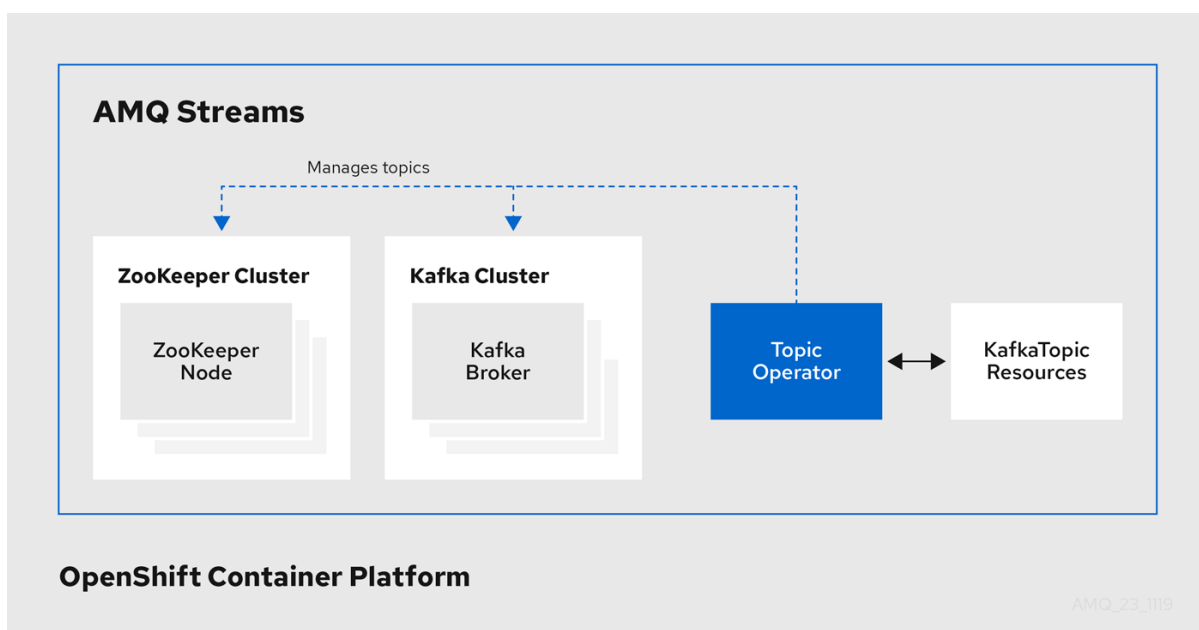 AMQ Streams
Manages topics
ZooKeeper Cluster
ZooKeeper
Node
Kafka Cluster
Kafka
Broker
Topic
Operator
KafkaTopic
Resources
OpenShift Container Platform
AMQ_23_1119